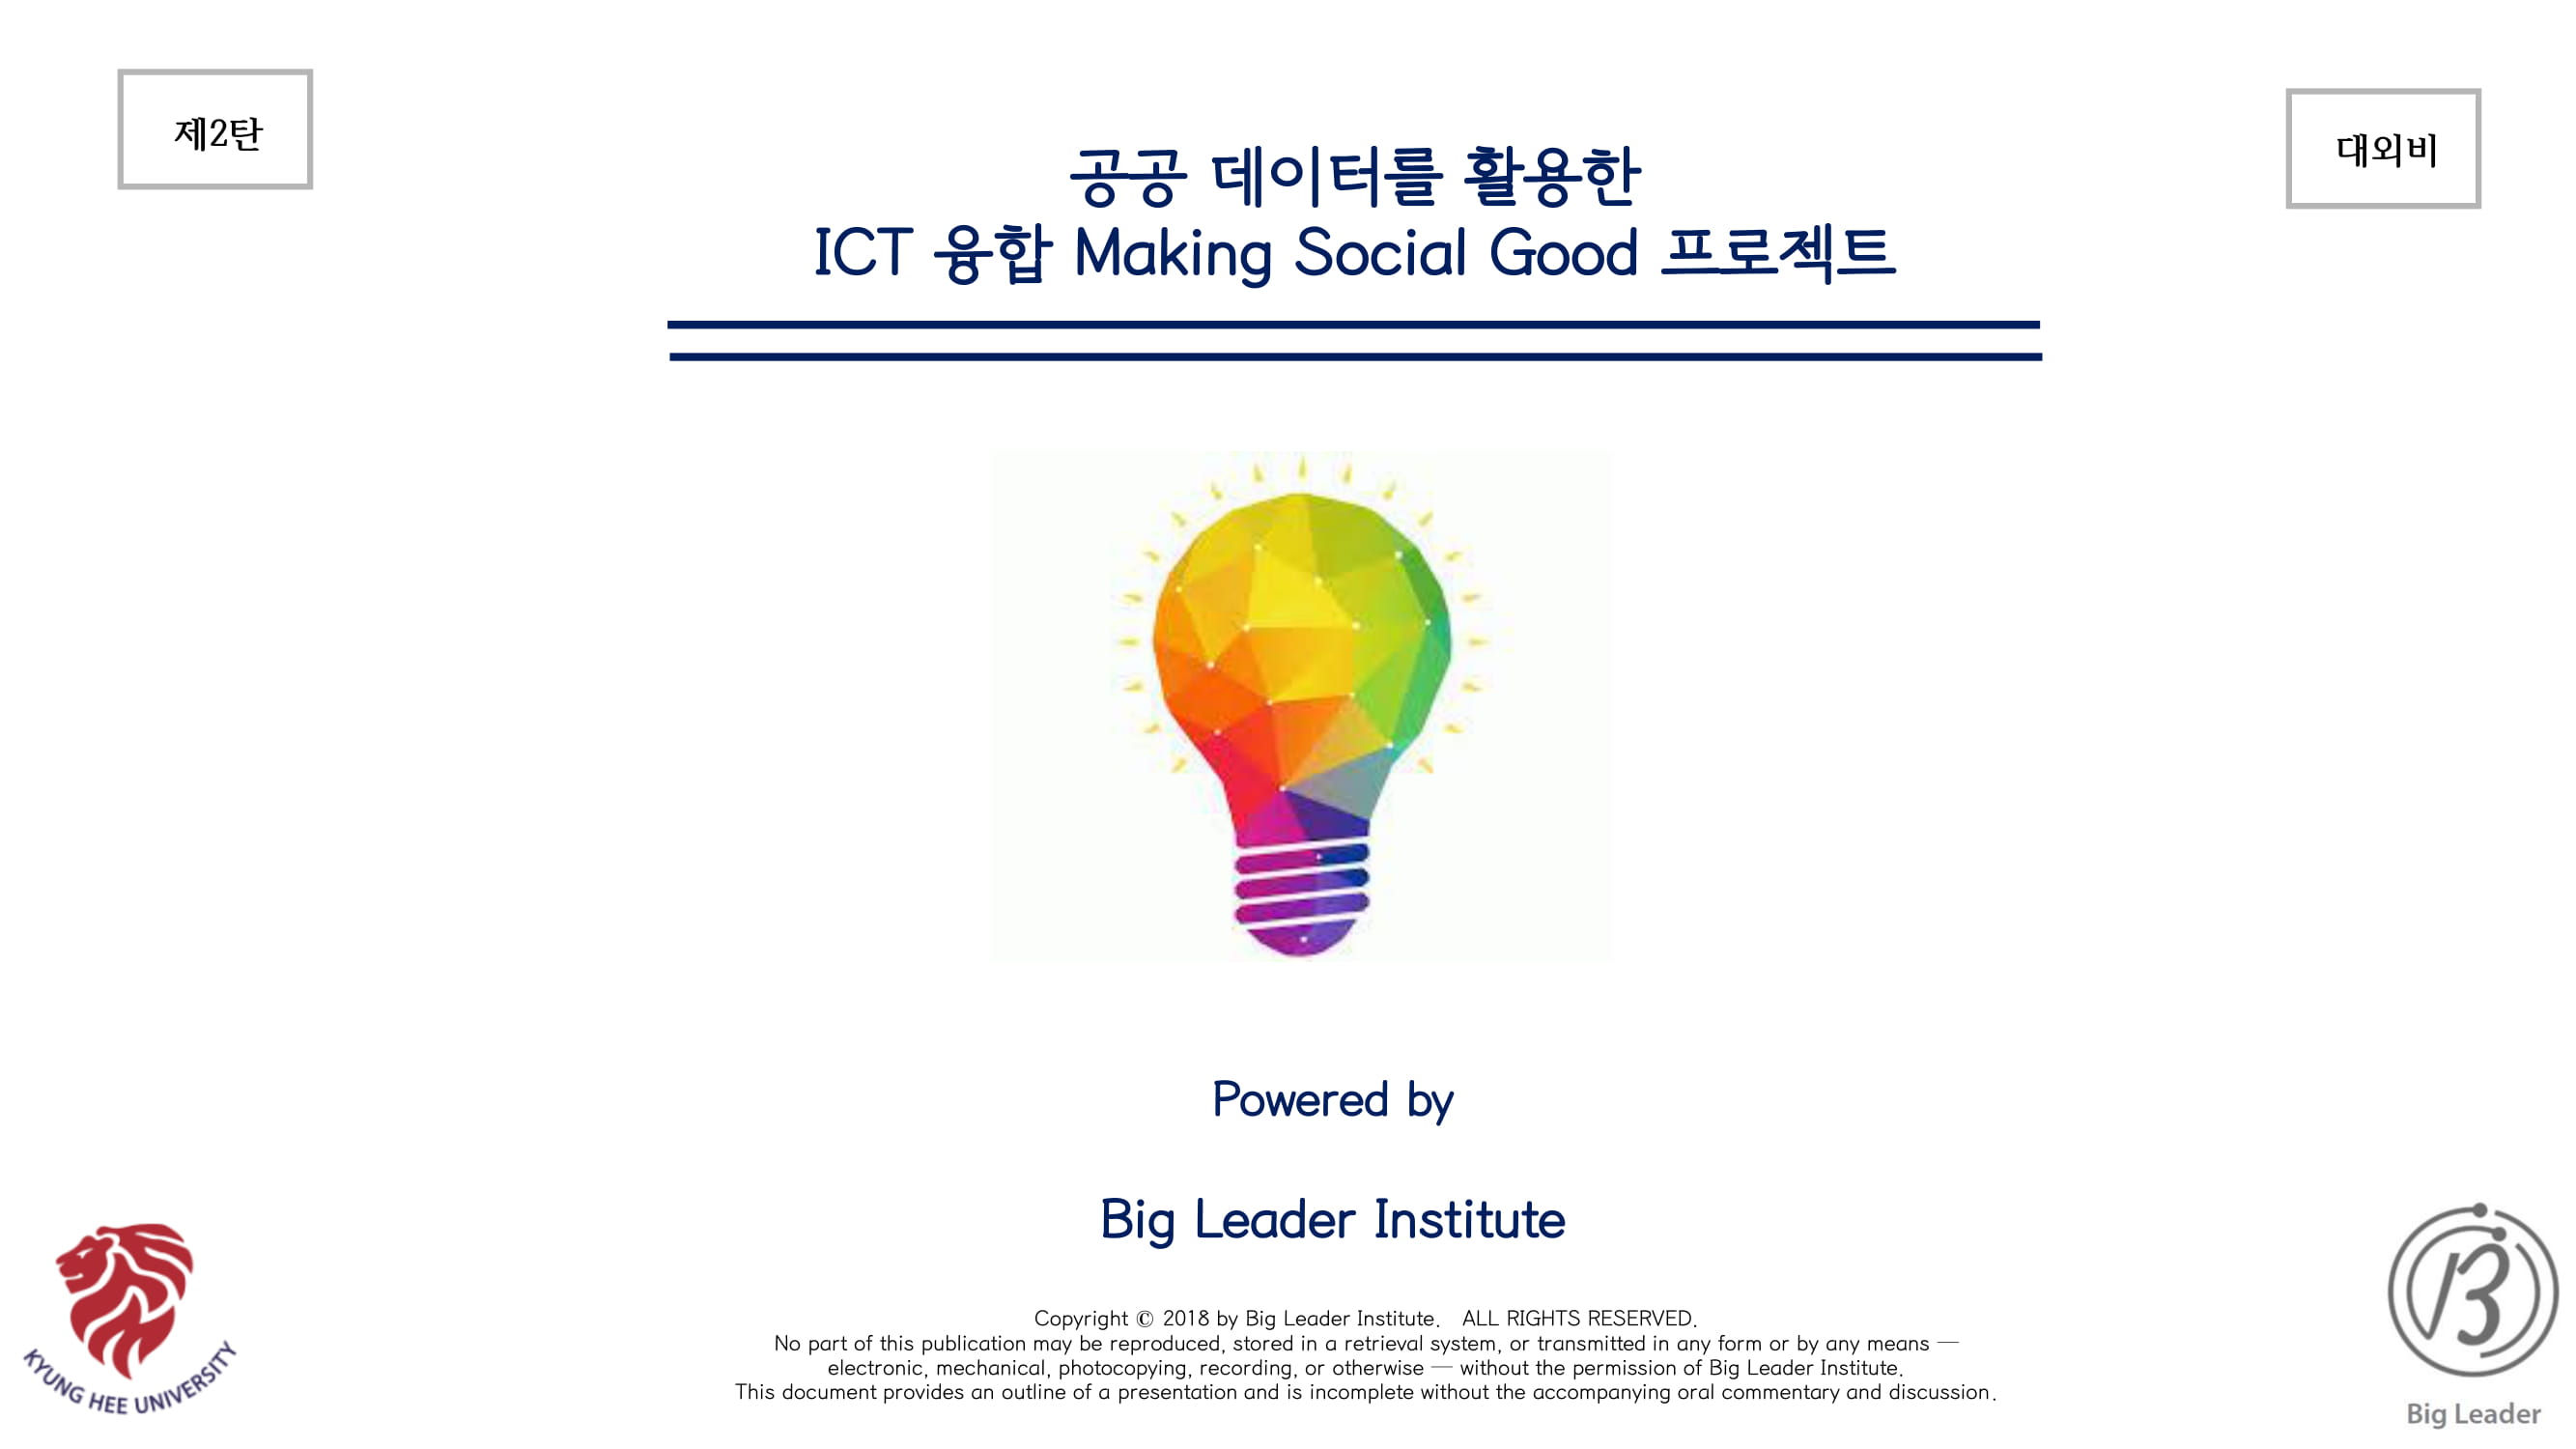 제2탄
대외비
공공 데이터를 활용한
ICT 융합 Making Social Good 프로젝트
Powered by
Big Leader Institute
Copyright © 2018 by Big Leader Institute.   ALL RIGHTS RESERVED.
No part of this publication may be reproduced, stored in a retrieval system, or transmitted in any form or by any means —
electronic, mechanical, photocopying, recording, or otherwise — without the permission of Big Leader Institute.
This document provides an outline of a presentation and is incomplete without the accompanying oral commentary and discussion.
KYUNG HEE UNIVERSITY
Big Leader